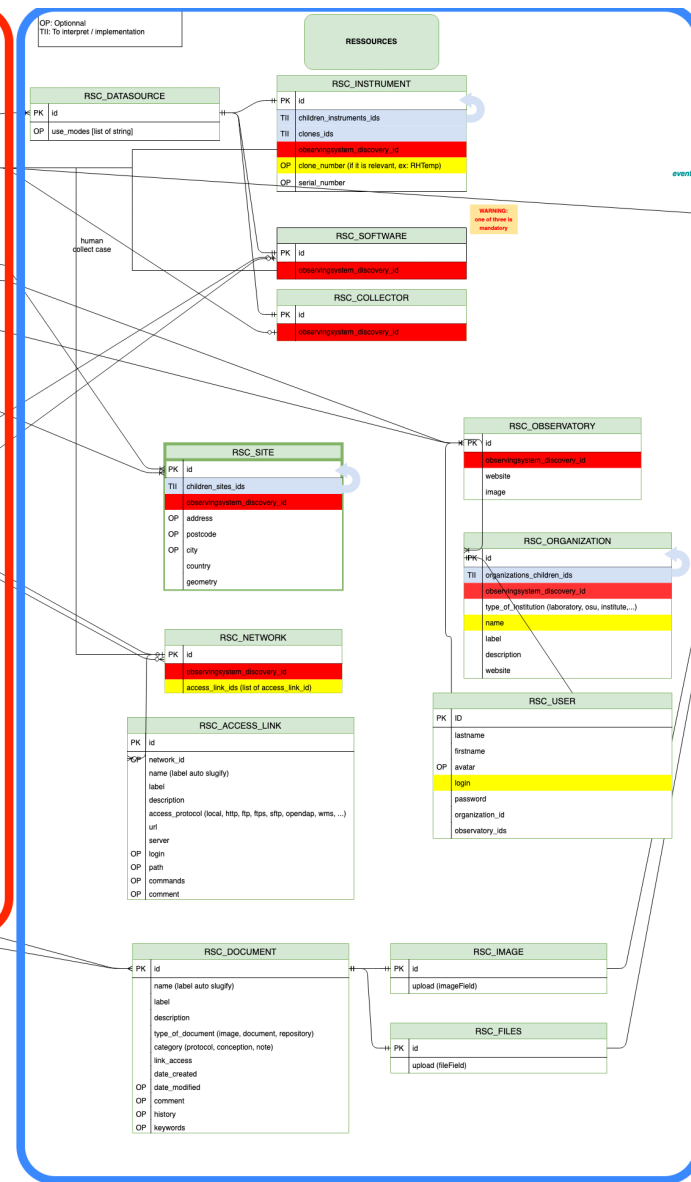 OP: Optionnal
TII: To interpret / implementation
RESSOURCES
RSC_DATASOURCE
PK id
OP use_modes [list of string]
RSC_INSTRUMENT
PK id
TII children_instruments_ids
TII clones_ids
observingsystem_discovery_id
OP clone_number (if it is relevant, ex: RHTemp)
OP serial_number
event
WARNING:
one of three is
mandatory
human
collect case
RSC_SOFTWARE
PK id
observingsystem_discovery_id
RSC_COLLECTOR
PK id
observingsystem_discovery_id
RSC_OBSERVATORY
PK id
observingsystem_discovery_id
website
image
RSC_SITE
PK id
TII children_sites_ids
observingsystem_discovery_id
OP address
OP postcode
OP city
country
geometry
RSC_ORGANIZATION
PK id
TII organizations_children_ids
observingsystem_discovery_id
type_of_institution (laboratory, osu, institute,...)
name
label
description
website
RSC_NETWORK
PK id
observingsystem_discovery_id
access_link_ids (list of access_link_id)
RSC_USER
PK ID
lastname
firstname
OP avatar
login
password
organization_id
observatory_ids
RSC_ACCESS_LINK
PK id
OP network_id
name (label auto slugify)
label
description
access_protocol (local, http, ftp, ftps, sftp, opendap, wms, ...)
url
server
OP login
OP path
OP commands
OP comment
RSC_DOCUMENT
PK id
name (label auto slugify)
label
description
type_of_document (image, document, repository)
category (protocol, conception, note)
link_access
date_created
OP date_modified
OP comment
OP history
OP keywords
RSC_IMAGE
PK id
upload (imageField)
RSC_FILES
PK id
upload (fileField)